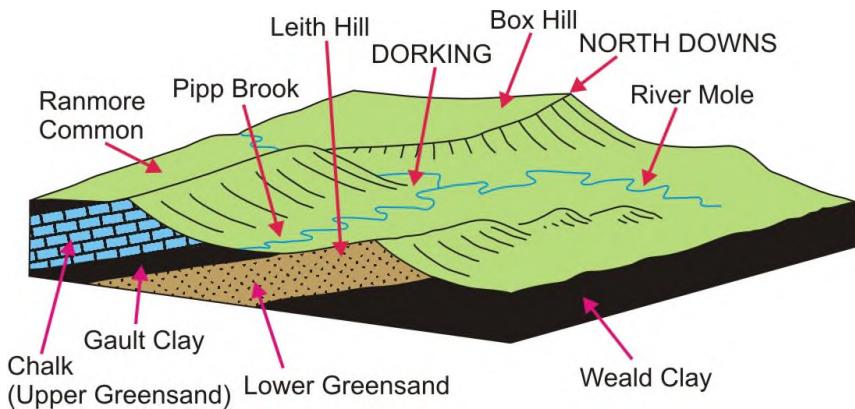 Leith Hill
Box Hill
DORKING
NORTH DOWNS
Pipp Brook
River Mole
Ranmore
Common
Gault Clay
Chalk
(Upper Greensand)
Lower Greensand
Weald Clay